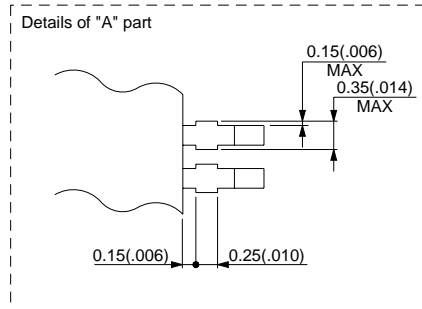 Details of "A" part
0.15(.006)
MAX
0.35(.014)
MAX
0.15(.006)
0.25(.010)